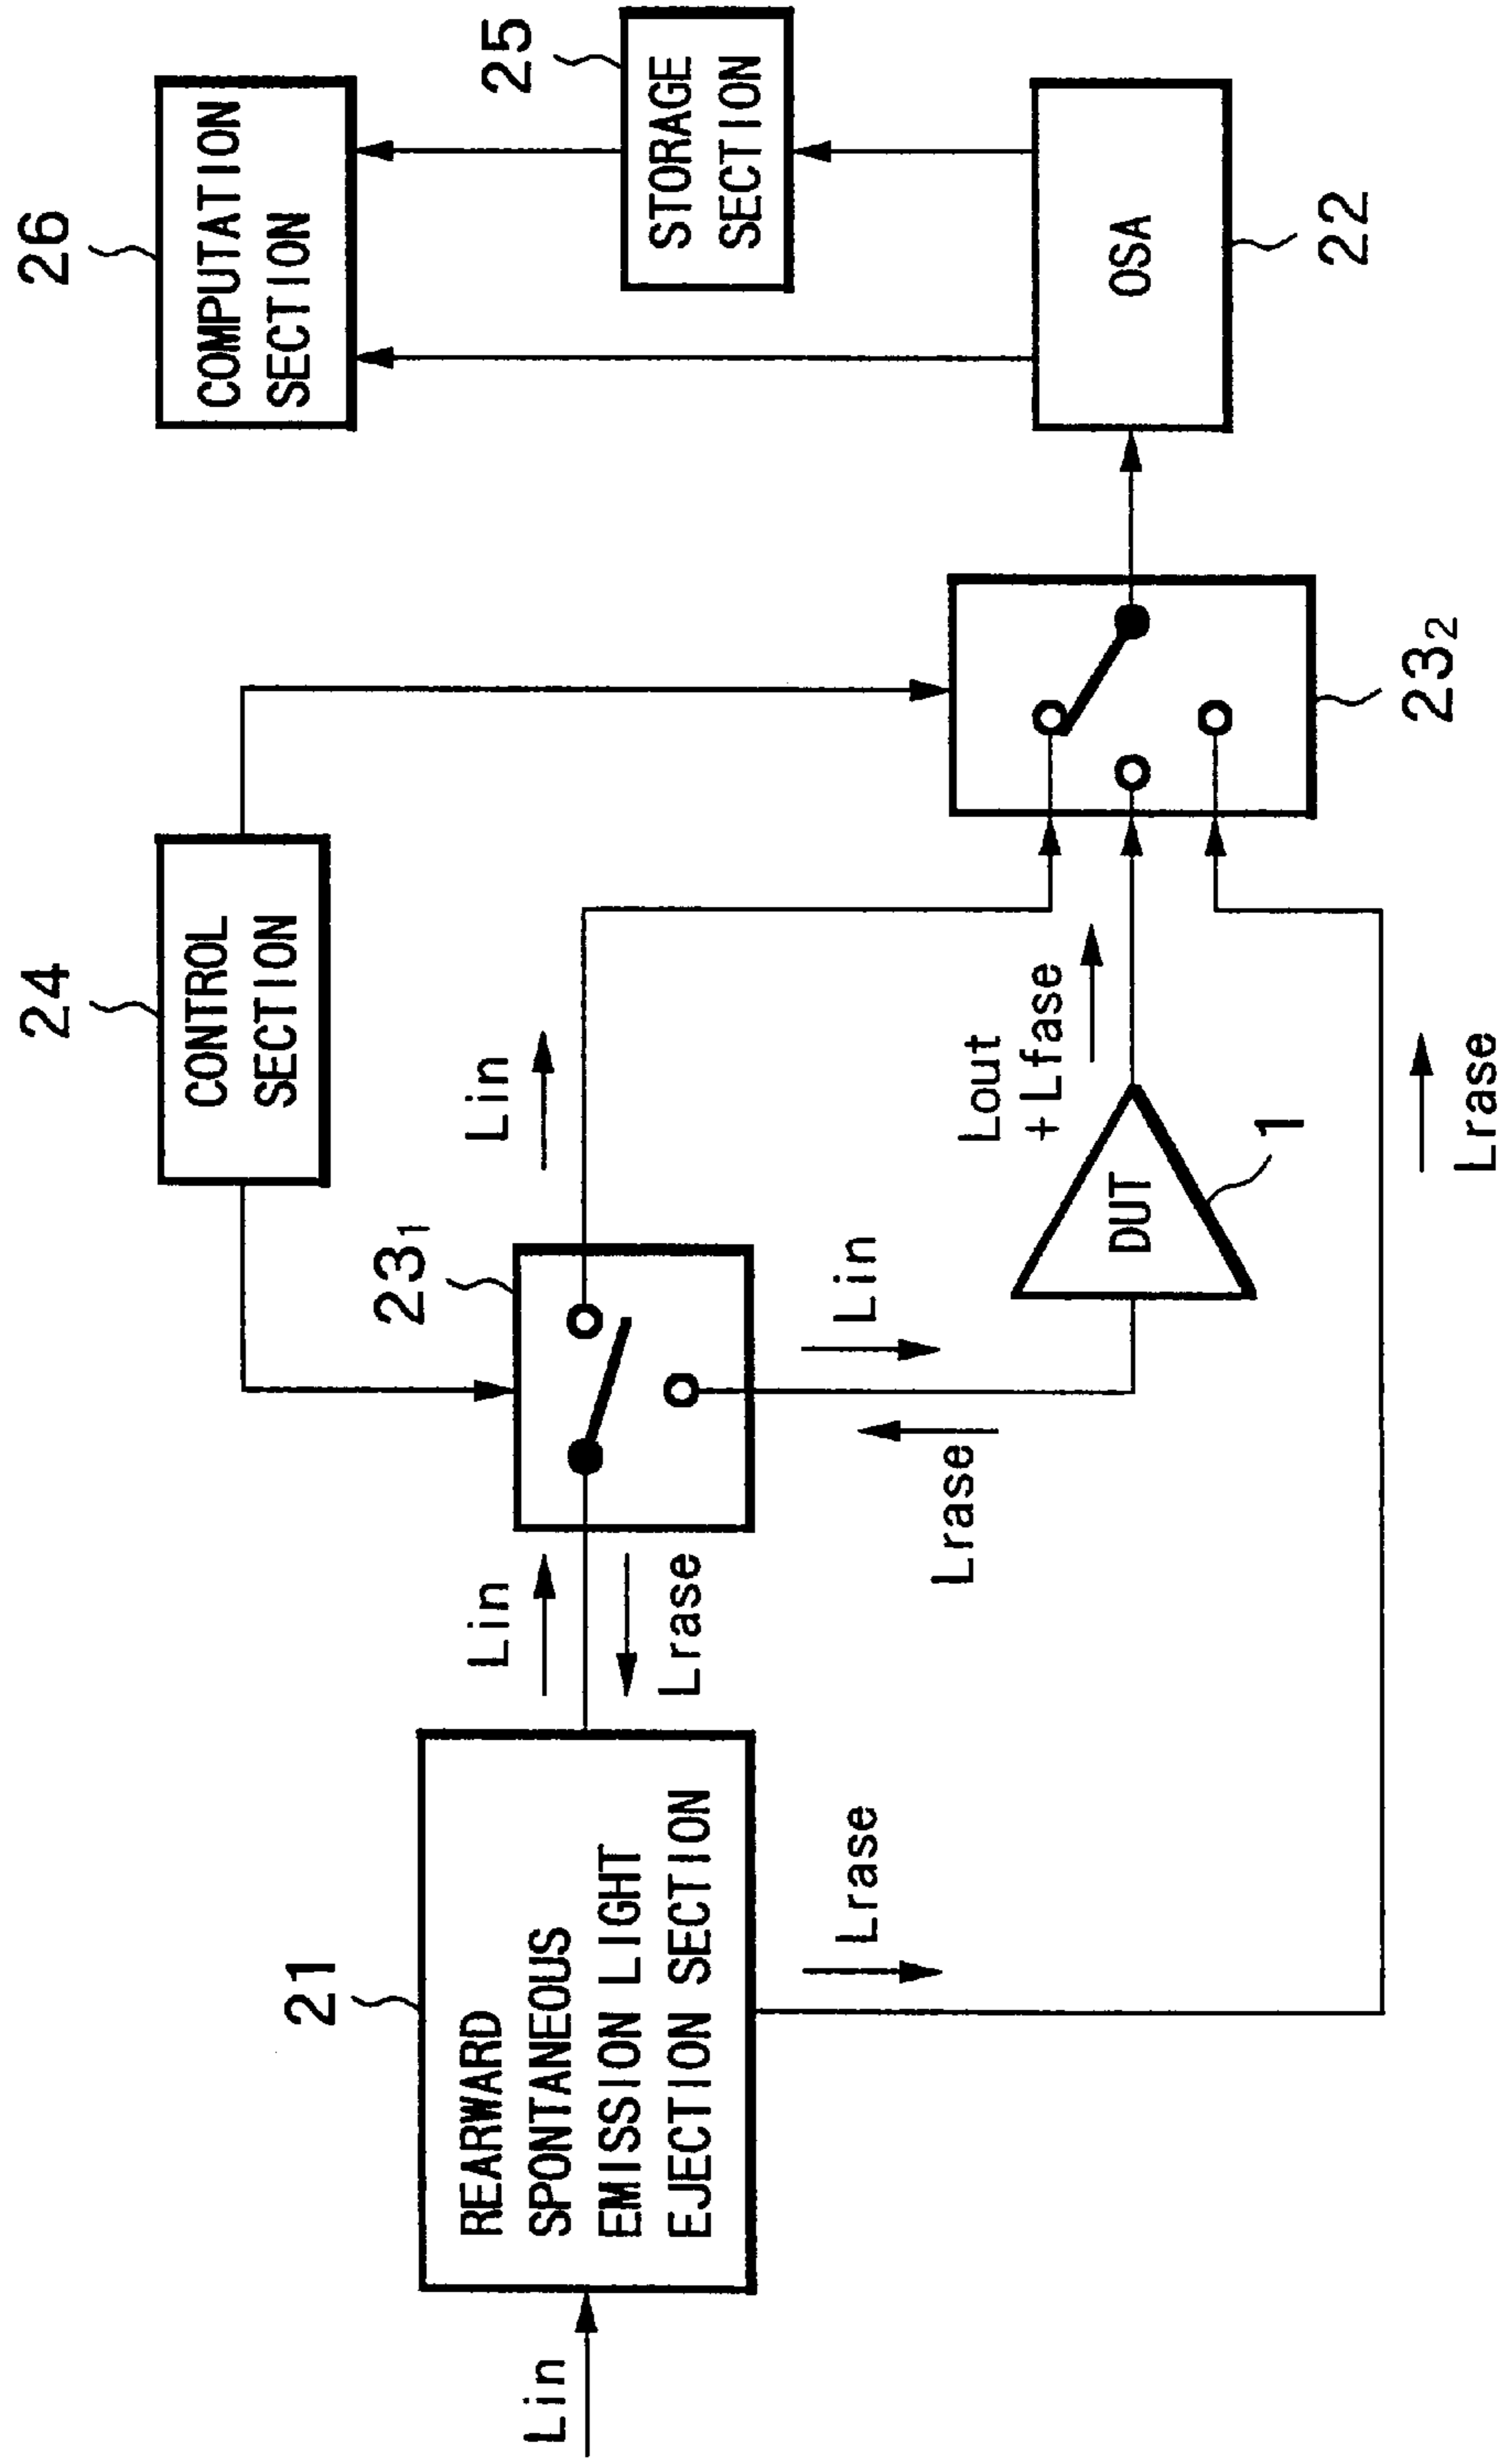 26
COMPUTATION
SECTION
25
STORAGE
SECTION
OSA
22
24
CONTROL
SECTION
23₂
23₁
Lin
Lout
+Lfase
DUT
1
Lin
Lrase
Lrase
Lin
Lrase
21
REARWARD
SPONTANEOUS
EMISSION LIGHT
EJECTION SECTION
Lrase
Lin